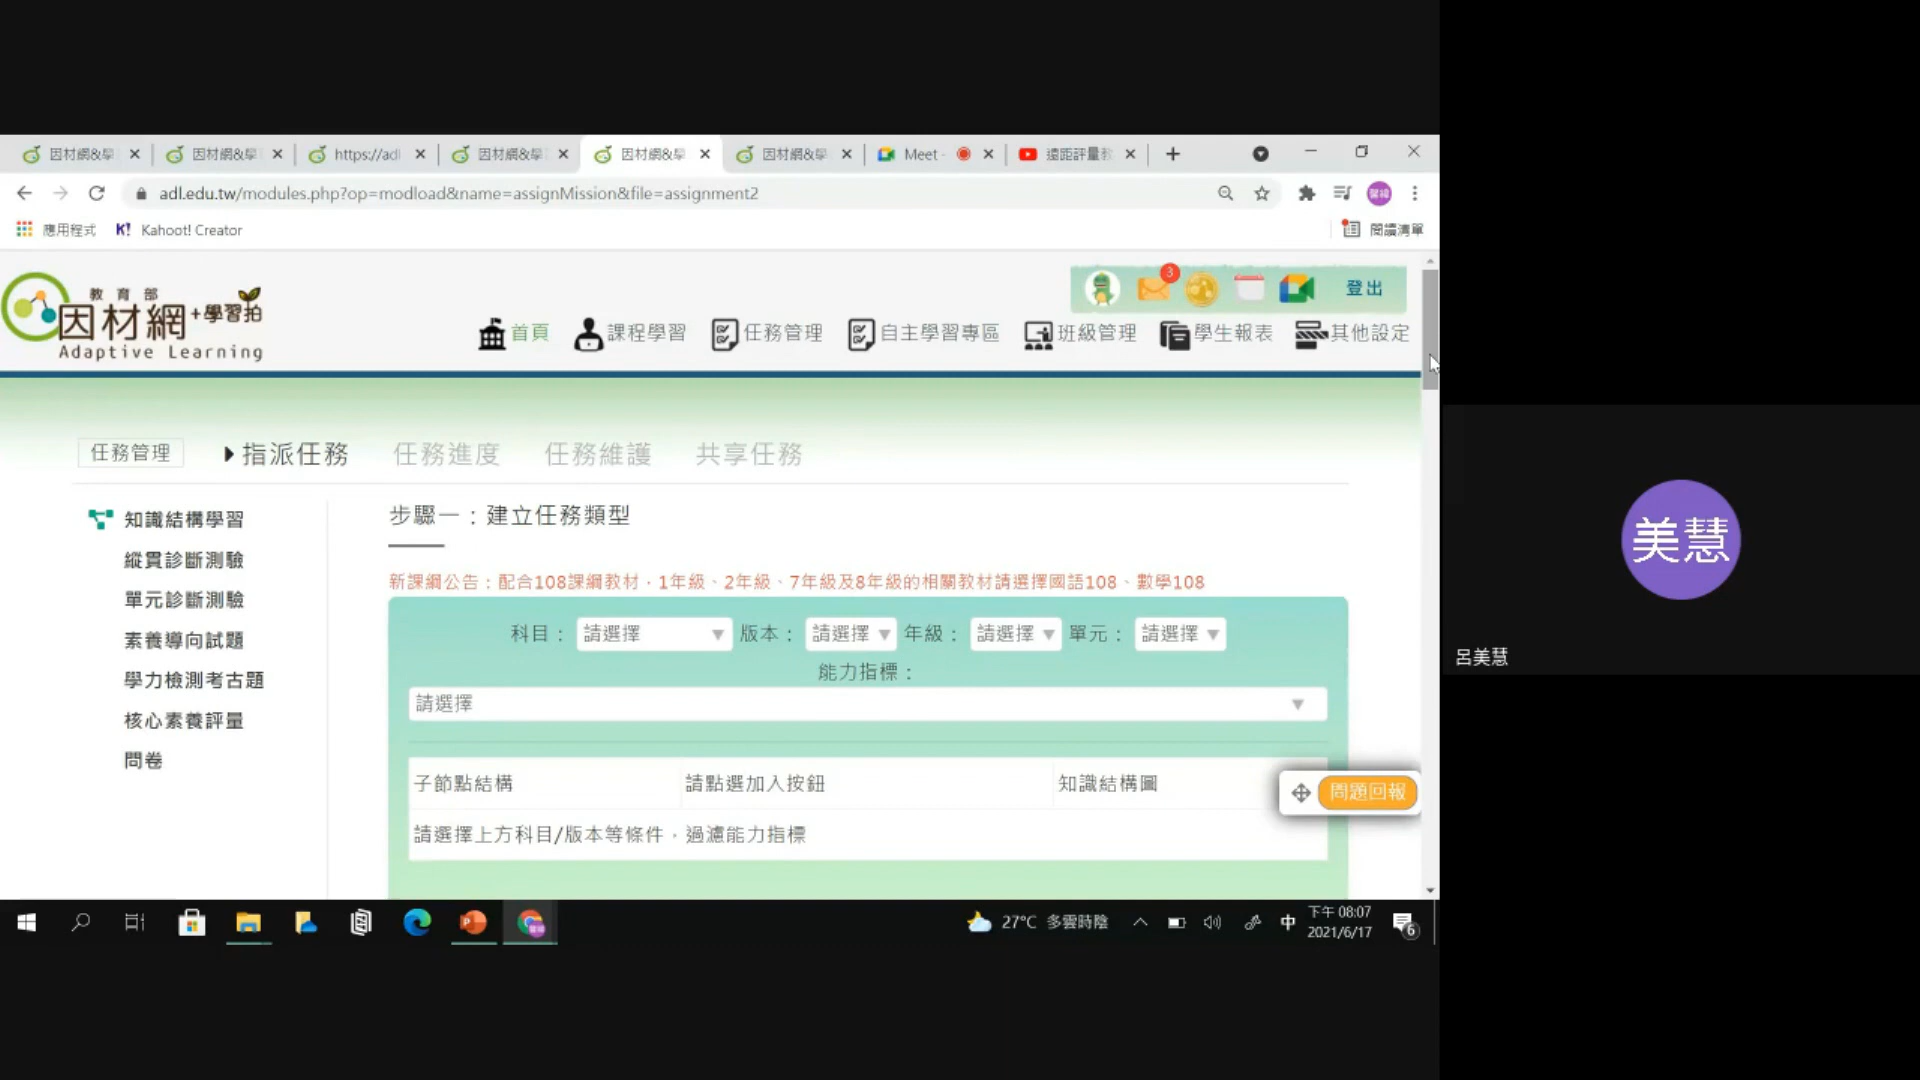 因材網&學 因材網&學 https://adl 因材網&學 因材網&學 因材網&學 Meet - 遠距評量教
adl.edu.tw/modules.php?op=modload&name=assignMission&file=assignment2
應用程式 K! Kahoot! Creator 閱讀清單
教育部
因材網+學習拍
Adaptive Learning
3 登出
首頁 課程學習 任務管理 自主學習專區 班級管理 學生報表 其他設定
任務管理 指派任務 任務進度 任務維護 共享任務
知識結構學習
縱貫診斷測驗
單元診斷測驗
素養導向試題
學力檢測考古題
核心素養評量
問卷
步驟一：建立任務類型
新課綱公告：配合108課綱教材，1年級、2年級、7年級及8年級的相關教材請選擇國語108、數學108
科目： 請選擇 版本： 請選擇 年級： 請選擇 單元： 請選擇
能力指標：
請選擇
子節點結構 請點選加入按鈕 知識結構圖
請選擇上方科目/版本等條件，過濾能力指標
問題回報
27°C 多雲時陰 中 下午 08:07
2021/6/17 6
美慧
呂美慧